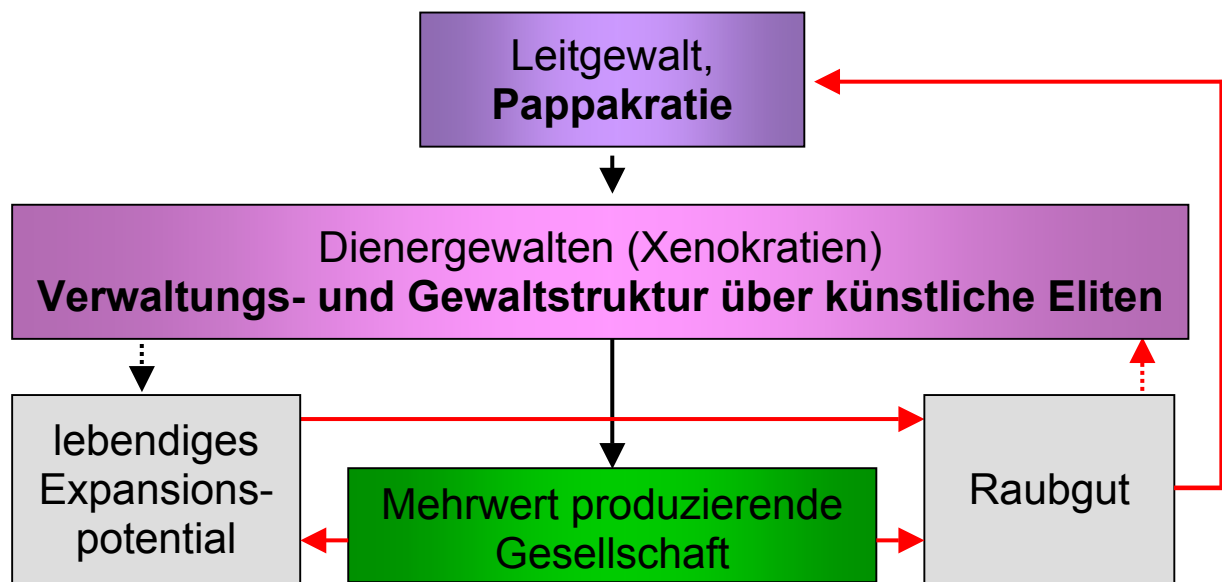 Leitgewalt,
Pappakratie
Dienergewalten (Xenokratien)
Verwaltungs- und Gewaltstruktur über künstliche Eliten
lebendiges
Expansions-
potential
Mehrwert produzierende
Gesellschaft
Raubgut